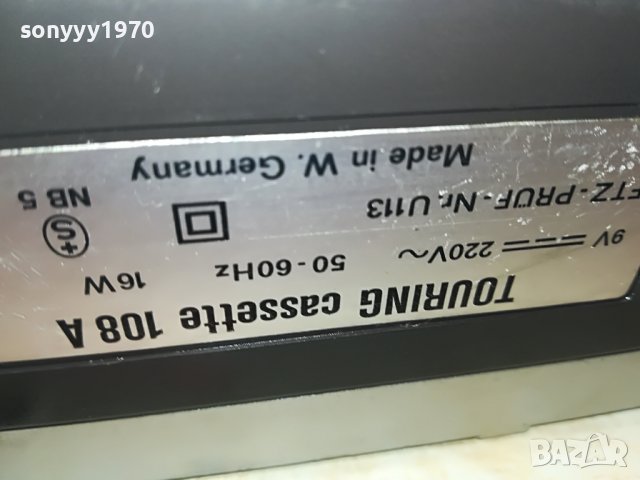 sonyyy1970
TOURING cassette 108 A
9V 220V~ 50-60Hz 16W
FTZ-PRÜF-Nr. U113 S
Made in W. Germany NB 5
BAZAR